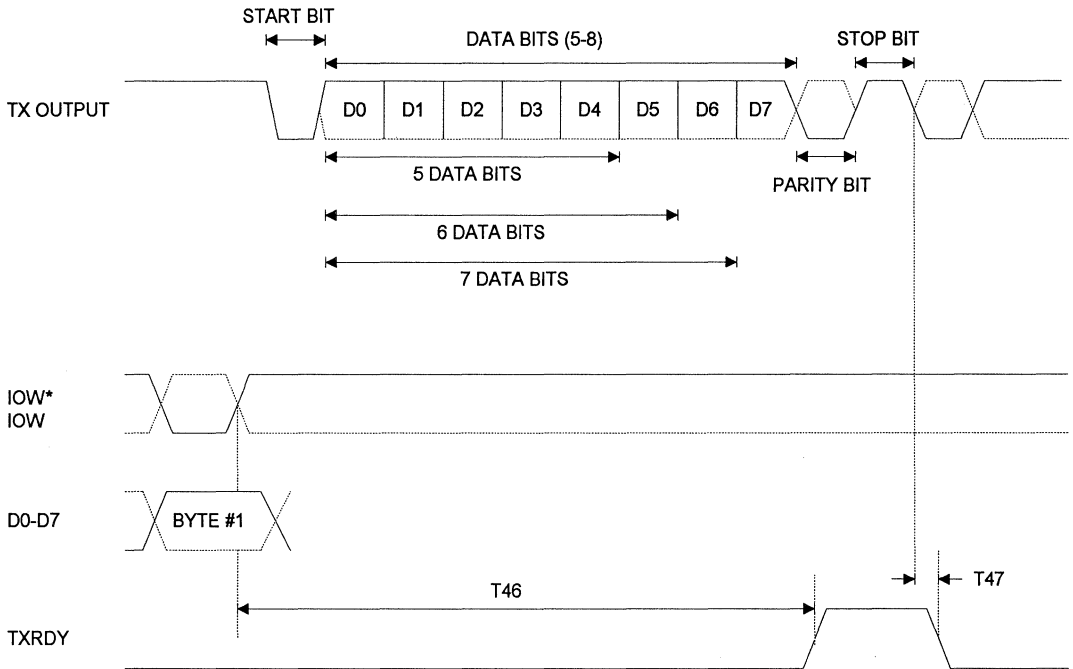 START BIT
DATA BITS (5-8)
STOP BIT
TX OUTPUT
D0 D1 D2 D3 D4 D5 D6 D7
5 DATA BITS
PARITY BIT
6 DATA BITS
7 DATA BITS
IOW*
IOW
D0-D7
BYTE #1
T46
T47
TXRDY